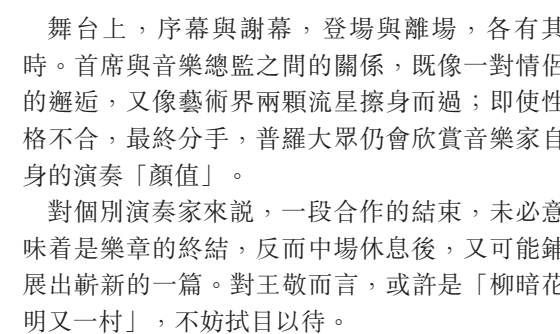 舞台上，序幕與謝幕，登場與離場，各有其
時。首席與音樂總監之間的關係，既像一對情侶
的邂逅，又像藝術界兩顆流星擦身而過；即使性
格不合，最終分手，普羅大眾仍會欣賞音樂家自
身的演奏「顏值」。
對個別演奏家來說，一段合作的結束，未必意
味着是樂章的終結，反而中場休息後，又可能鋪
展出嶄新的一篇。對王敬而言，或許是「柳暗花
明又一村」，不妨拭目以待。